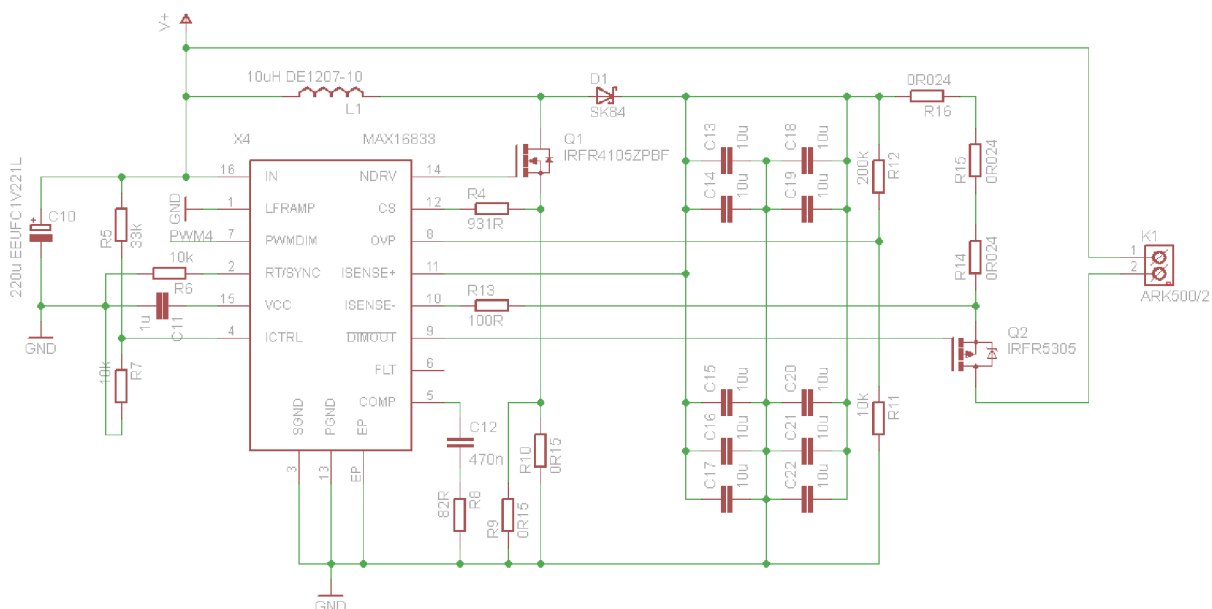 V+
10uH DE1207-10
L1
D1
SK84
0R024
R16
X4
MAX16833
Q1
IRFR4105ZPBF
C13
10u
C18
10u
200k
R12
R15
0R024
16
IN
NDRV
14
GND
1
LFRAMP
CS
12
R4
931R
C14
10u
C19
10u
220u EEUFC1V221L
+
C10
R5
33k
PWM4
7
PWMDIM
OVP
8
K1
1
2
ARK500/2
10k
R6
2
RT/SYNC
ISENSE+
11
R14
0R024
1u
C11
15
VCC
ISENSE-
10
R13
100R
GND
4
ICTRL
DIMOUT
9
Q2
IRFR5305
10k
R7
FLT
6
COMP
5
C15
10u
C20
10u
10k
R11
SGND
PGND
EP
C12
470n
R10
0R15
C16
10u
C21
10u
3
13
EP
82R
R8
R9
0R15
C17
10u
C22
10u
GND